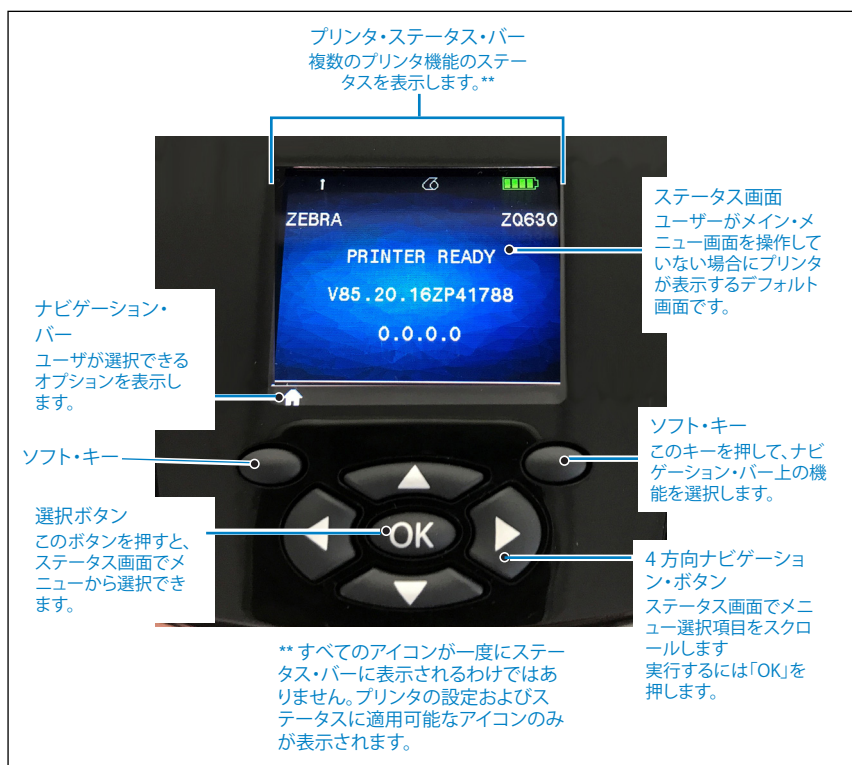 プリンタ・ステータス・バー
複数のプリンタ機能のステー
タスを表示します。**
ZEBRA
ZQ630
PRINTER READY
V85.20.16ZP41788
0.0.0.0
ステータス画面
ユーザーがメイン・メ
ニュー画面を操作して
いない場合にプリンタ
が表示するデフォルト
画面です。
ナビゲーション・
バー
ユーザが選択できる
オプションを表示し
ます。
ソフト・キー
ソフト・キー
このキーを押して、ナビ
ゲーション・バー上の機
能を選択します。
選択ボタン
このボタンを押すと、
ステータス画面でメ
ニューから選択でき
ます。
OK
4 方向ナビゲーショ
ン・ボタン
ステータス画面でメニ
ュー選択項目をスクロ
ールします
実行するには「OK」を
押します。
** すべてのアイコンが一度にステー
タス・バーに表示されるわけではあ
りません。プリンタの設定およびス
テータスに適用可能なアイコンのみ
が表示されます。